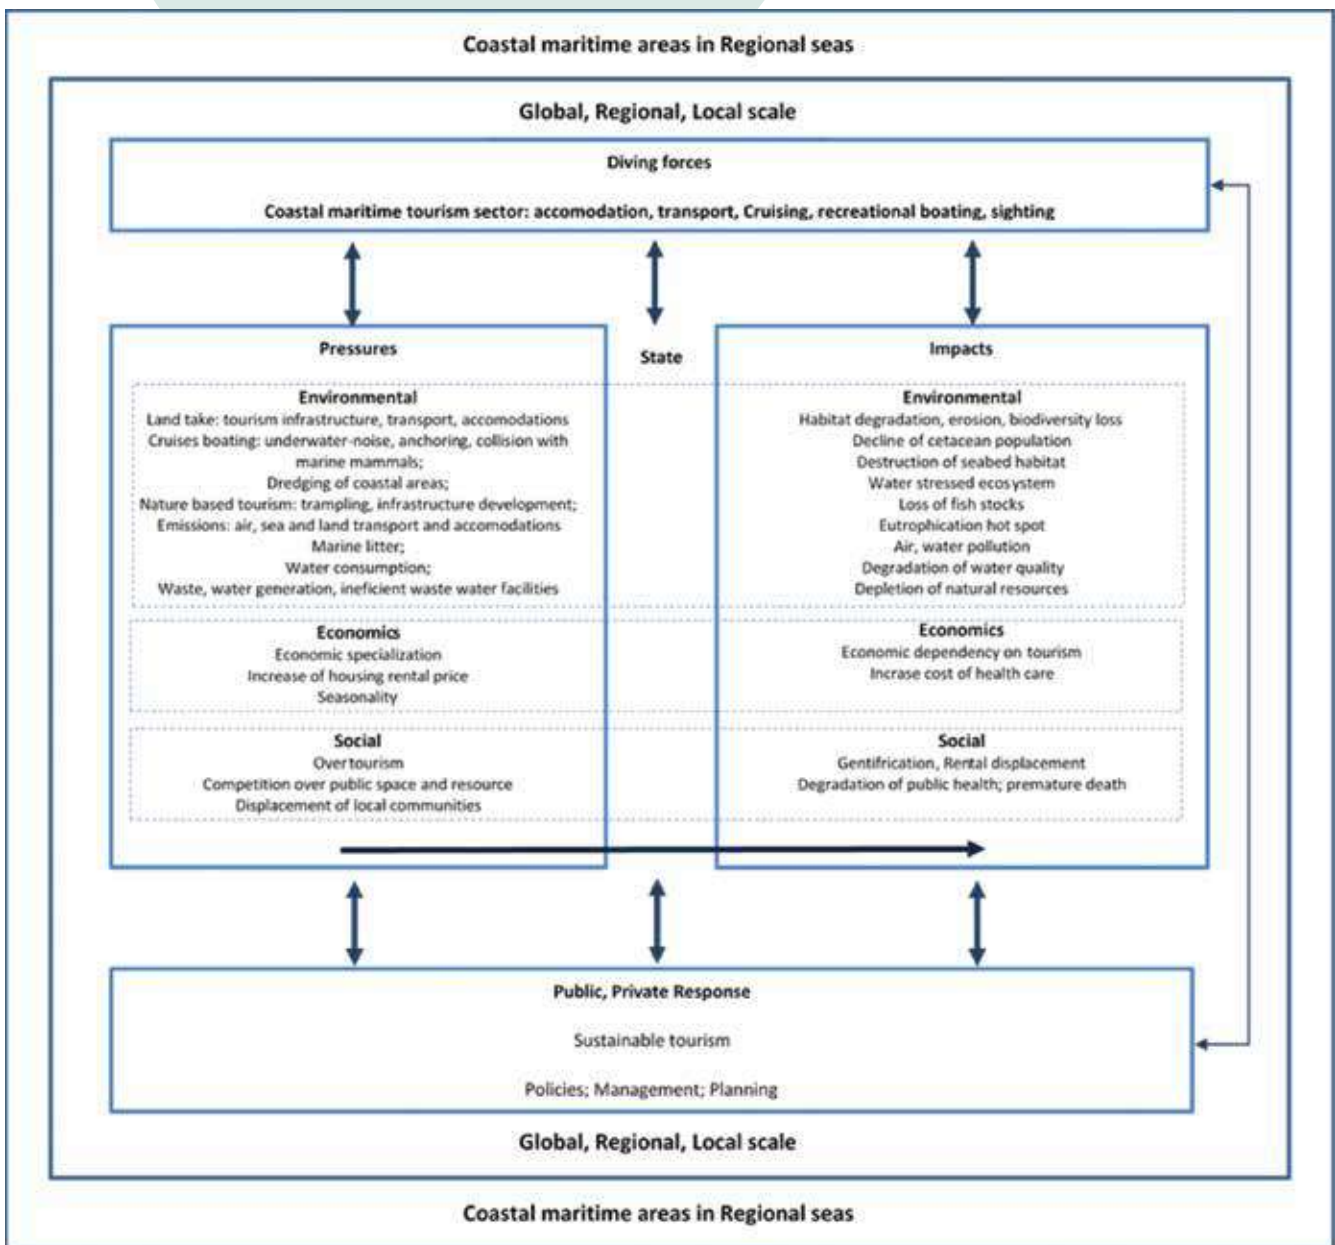 Coastal maritime areas in Regional seas
Global, Regional, Local scale
Diving forces
Coastal maritime tourism sector: accomodation, transport, Cruising, recreational boating, sighting
Pressures
Environmental
Land take: tourism infrastructure, transport, accomodations
Cruises boating: underwater-noise, anchoring, collision with
marine mammals;
Dredging of coastal areas;
Nature based tourism: trampling, infrastructure development;
Emissions: air, sea and land transport and accomodations
Marine litter;
Water consumption;
Waste, water generation, ineficient waste water facilities
Economics
Economic specialization
Increase of housing rental price
Seasonality
Social
Over tourism
Competition over public space and resource
Displacement of local communities
State
Impacts
Environmental
Habitat degradation, erosion, biodiversity loss
Decline of cetacean population
Destruction of seabed habitat
Water stressed ecosystem
Loss of fish stocks
Eutrophication hot spot
Air, water pollution
Degradation of water quality
Depletion of natural resources
Economics
Economic dependency on tourism
Incrase cost of health care
Social
Gentifrication, Rental displacement
Degradation of public health; premature death
Public, Private Response
Sustainable tourism
Policies; Management; Planning
Global, Regional, Local scale
Coastal maritime areas in Regional seas